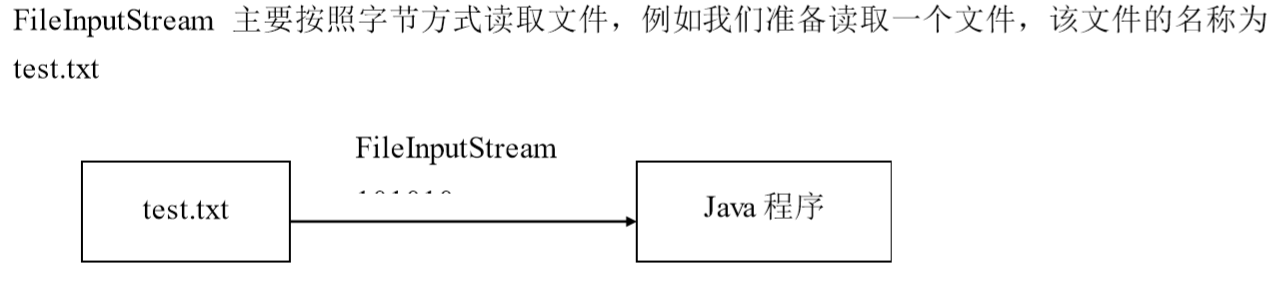 FileInputStream 主要按照字节方式读取文件，例如我们准备读取一个文件，该文件的名称为
test.txt
FileInputStream
test.txt
Java 程序